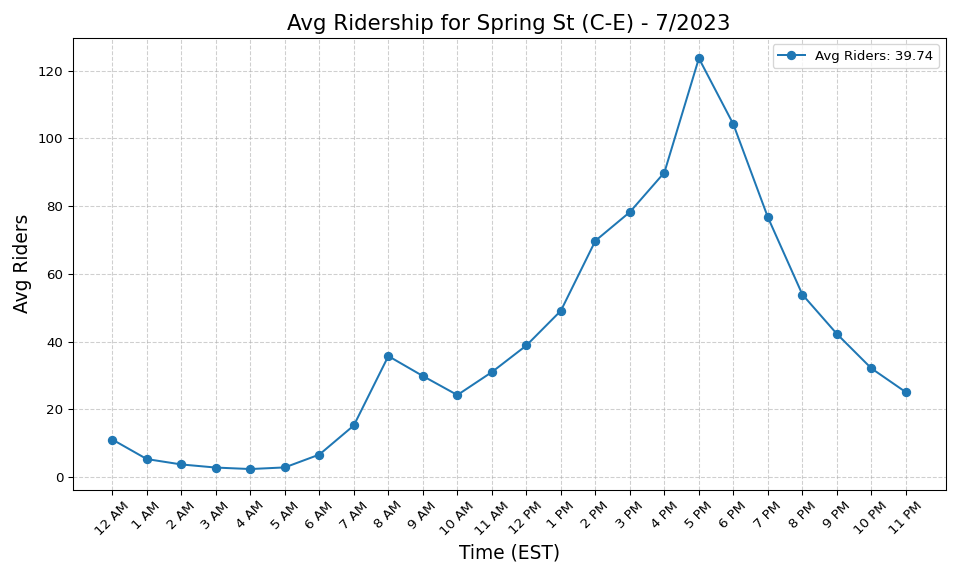 Avg Ridership for Spring St (C-E) - 7/2023
Avg Riders: 39.74
Avg Riders
120
100
80
60
40
20
0
12 AM
1 AM
2 AM
3 AM
4 AM
5 AM
6 AM
7 AM
8 AM
9 AM
10 AM
11 AM
12 PM
1 PM
2 PM
3 PM
4 PM
5 PM
6 PM
7 PM
8 PM
9 PM
10 PM
11 PM
Time (EST)